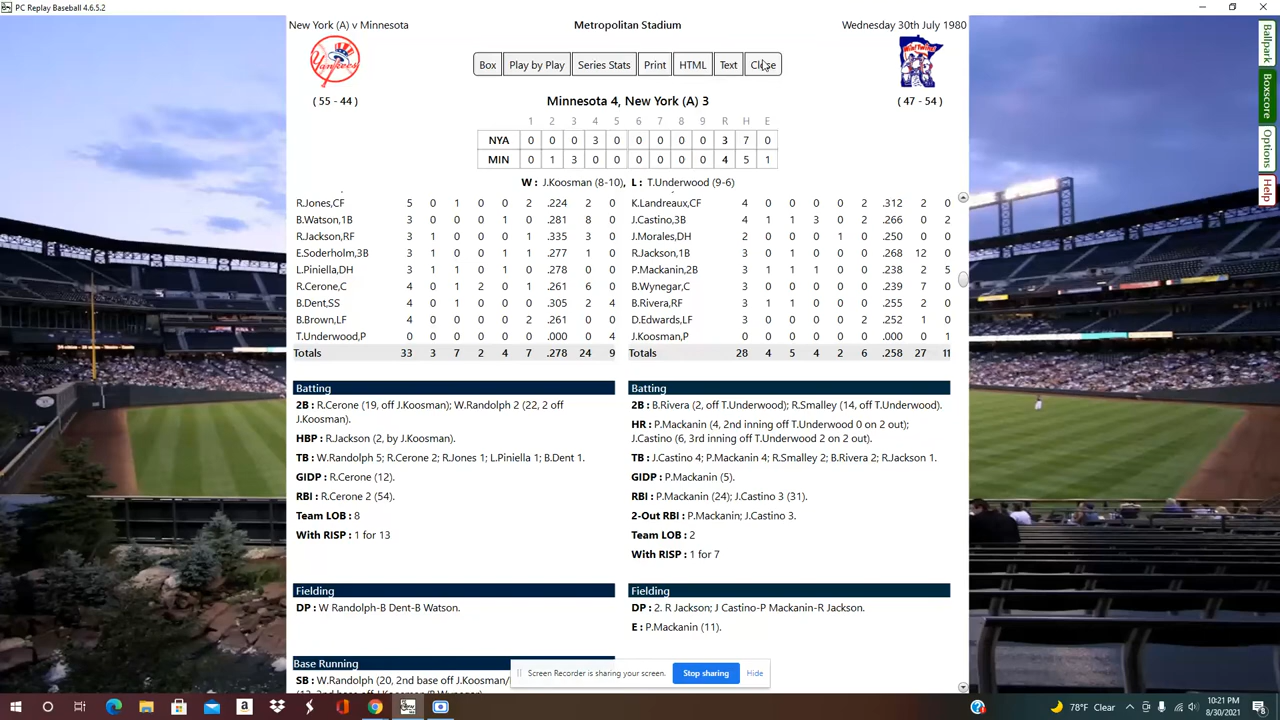 PC Replay Baseball 4.6.5.2
New York (A) v Minnesota Metropolitan Stadium Wednesday 30th July 1980
Yankees Win! Twins!
Box Play by Play Series Stats Print HTML Text Close
( 55 - 44 ) Minnesota 4, New York (A) 3 ( 47 - 54 )
1 2 3 4 5 6 7 8 9 R H E
NYA 0 0 0 3 0 0 0 0 0 3 7 0
MIN 0 1 3 0 0 0 0 0 0 4 5 1
W : J.Koosman (8-10), L : T.Underwood (9-6)
R.Jones,CF 5 0 1 0 0 2 .224 2 0
B.Watson,1B 3 0 0 0 1 0 .281 8 0
R.Jackson,RF 3 1 0 0 0 1 .335 3 0
E.Soderholm,3B 3 1 0 0 1 1 .277 1 0
L.Piniella,DH 3 1 1 0 1 0 .278 0 0
R.Cerone,C 4 0 1 2 0 1 .261 6 0
B.Dent,SS 4 0 1 0 0 0 .305 2 4
B.Brown,LF 4 0 0 0 0 2 .261 0 0
T.Underwood,P 0 0 0 0 0 0 .000 0 4
Totals 33 3 7 2 4 7 .278 24 9
K.Landreaux,CF 4 0 0 0 0 2 .312 2 0
J.Castino,3B 4 1 1 3 0 2 .266 0 2
J.Morales,DH 2 0 0 0 1 0 .250 0 0
R.Jackson,1B 3 0 1 0 0 0 .268 12 0
P.Mackanin,2B 3 1 1 1 0 0 .238 2 5
B.Wynegar,C 3 0 0 0 0 0 .239 7 0
B.Rivera,RF 3 1 1 0 0 0 .255 2 0
D.Edwards,LF 3 0 0 0 0 2 .252 1 0
J.Koosman,P 0 0 0 0 0 0 .000 0 1
Totals 28 4 5 4 2 6 .258 27 11
Batting
2B : R.Cerone (19, off J.Koosman); W.Randolph 2 (22, 2 off
J.Koosman).
HBP : R.Jackson (2, by J.Koosman).
TB : W.Randolph 5; R.Cerone 2; R.Jones 1; L.Piniella 1; B.Dent 1.
GIDP : R.Cerone (12).
RBI : R.Cerone 2 (54).
Team LOB : 8
With RISP : 1 for 13
Batting
2B : B.Rivera (2, off T.Underwood); R.Smalley (14, off T.Underwood).
HR : P.Mackanin (4, 2nd inning off T.Underwood 0 on 2 out);
J.Castino (6, 3rd inning off T.Underwood 2 on 2 out).
TB : J.Castino 4; P.Mackanin 4; R.Smalley 2; B.Rivera 2; R.Jackson 1.
GIDP : P.Mackanin (5).
RBI : P.Mackanin (24); J.Castino 3 (31).
2-Out RBI : P.Mackanin; J.Castino 3.
Team LOB : 2
With RISP : 1 for 7
Fielding
DP : W Randolph-B Dent-B Watson.
Fielding
DP : 2. R Jackson; J Castino-P Mackanin-R Jackson.
E : P.Mackanin (11).
Base Running
SB : W.Randolph (20, 2nd base off J.Koosman/
Screen Recorder is sharing your screen. Stop sharing Hide
Ballpark
Boxscore
Options
Help
78°F Clear
10:21 PM
8/30/2021